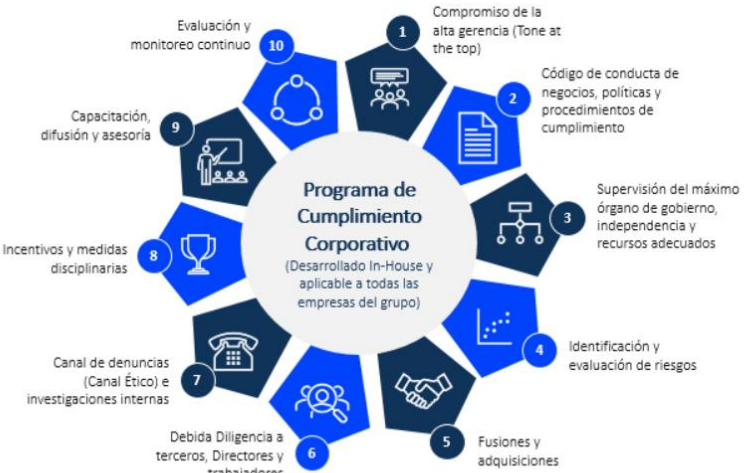 Programa de
Cumplimiento
Corporativo
(Desarrollado In-House y
aplicable a todas las
empresas del grupo)
1
Compromiso de la
alta gerencia (Tone at
the top)
2
Código de conducta de
negocios, políticas y
procedimientos de
cumplimiento
3
Supervisión del máximo
órgano de gobierno,
independencia y
recursos adecuados
4
Identificación y
evaluación de riesgos
5
Fusiones y
adquisiciones
6
Debida Diligencia a
terceros, Directores y
trabajadores
7
Canal de denuncias
(Canal Ético) e
investigaciones internas
8
Incentivos y medidas
disciplinarias
9
Capacitación,
difusión y asesoría
10
Evaluación y
monitoreo continuo